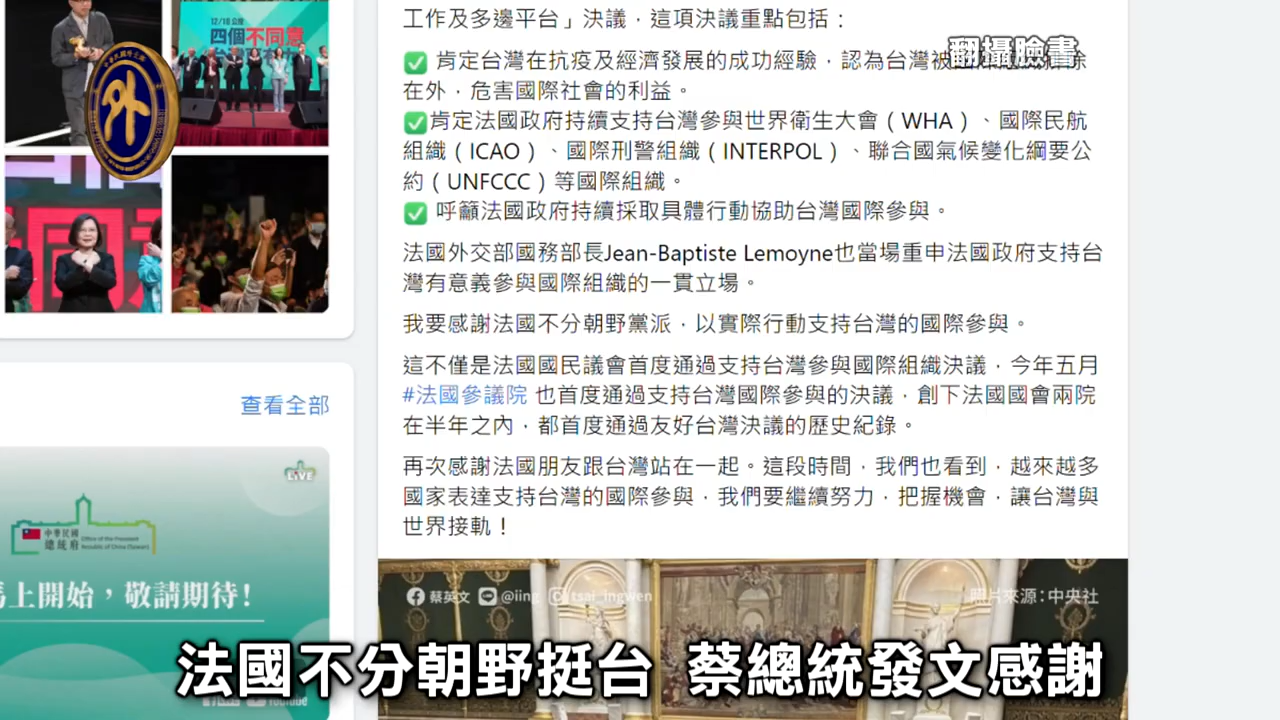 12/18 公投
四個不同意
外
查看全部
LIVE
中華民國
總統府
Office of the President
Republic of China (Taiwan)
馬上開始，敬請期待！
YouTube
工作及多邊平台」決議，這項決議重點包括：
翻攝臉書
✅ 肯定台灣在抗疫及經濟發展的成功經驗，認為台灣被
在外，危害國際社會的利益。
✅肯定法國政府持續支持台灣參與世界衛生大會（WHA）、國際民航
組織（ICAO）、國際刑警組織（INTERPOL）、聯合國氣候變化綱要公
約（UNFCCC）等國際組織。
✅ 呼籲法國政府持續採取具體行動協助台灣國際參與。
法國外交部國務部長Jean-Baptiste Lemoyne也當場重申法國政府支持台
灣有意義參與國際組織的一貫立場。
我要感謝法國不分朝野黨派，以實際行動支持台灣的國際參與。
這不僅是法國國民議會首度通過支持台灣參與國際組織決議，今年五月
#法國參議院 也首度通過支持台灣國際參與的決議，創下法國國會兩院
在半年之內，都首度通過友好台灣決議的歷史紀錄。
再次感謝法國朋友跟台灣站在一起。這段時間，我們也看到，越來越多
國家表達支持台灣的國際參與，我們要繼續努力，把握機會，讓台灣與
世界接軌！
蔡英文 @iing tsai_ingwen 照片來源：中央社
法國不分朝野挺台 蔡總統發文感謝